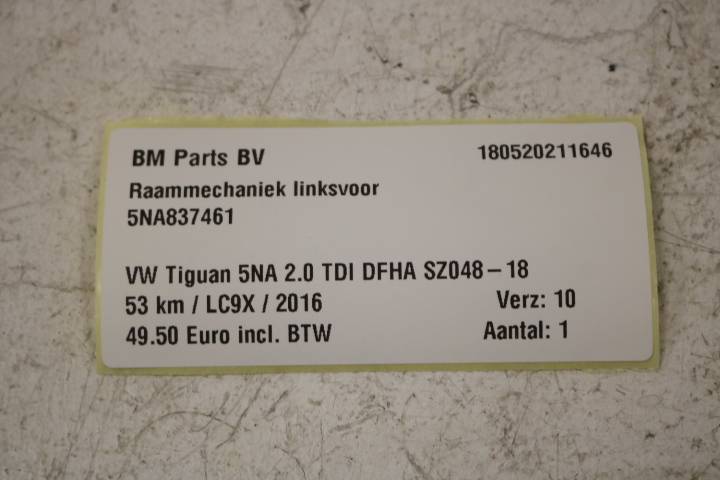 BM Parts BV 180520211646
Raammechaniek linksvoor
5NA837461
VW Tiguan 5NA 2.0 TDI DFHA SZ048 – 18
53 km / LC9X / 2016 Verz: 10
49.50 Euro incl. BTW Aantal: 1